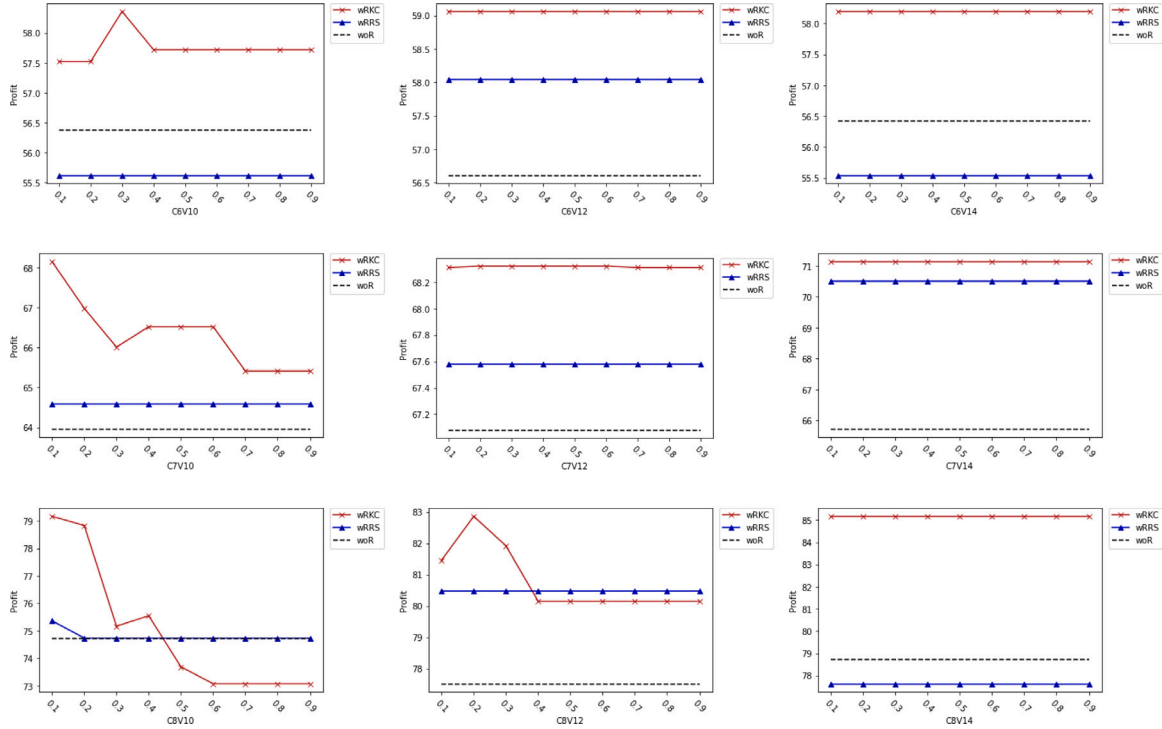 58.0
57.5
57.0
56.5
56.0
55.5
Profit
0.1 0.2 0.3 0.4 0.5 0.6 0.7 0.8 0.9
C6V10
wRKC
wRRS
woR
59.0
58.5
58.0
57.5
57.0
56.5
Profit
0.1 0.2 0.3 0.4 0.5 0.6 0.7 0.8 0.9
C6V12
wRKC
wRRS
woR
58.0
57.5
57.0
56.5
56.0
55.5
Profit
0.1 0.2 0.3 0.4 0.5 0.6 0.7 0.8 0.9
C6V14
wRKC
wRRS
woR
68
67
66
65
64
Profit
0.1 0.2 0.3 0.4 0.5 0.6 0.7 0.8 0.9
C7V10
wRKC
wRRS
woR
68.2
68.0
67.8
67.6
67.4
67.2
Profit
0.1 0.2 0.3 0.4 0.5 0.6 0.7 0.8 0.9
C7V12
wRKC
wRRS
woR
71
70
69
68
67
66
Profit
0.1 0.2 0.3 0.4 0.5 0.6 0.7 0.8 0.9
C7V14
wRKC
wRRS
woR
79
78
77
76
75
74
73
Profit
0.1 0.2 0.3 0.4 0.5 0.6 0.7 0.8 0.9
C8V10
wRKC
wRRS
woR
83
82
81
80
79
78
Profit
0.1 0.2 0.3 0.4 0.5 0.6 0.7 0.8 0.9
C8V12
wRKC
wRRS
woR
85
84
83
82
81
80
79
78
Profit
0.1 0.2 0.3 0.4 0.5 0.6 0.7 0.8 0.9
C8V14
wRKC
wRRS
woR